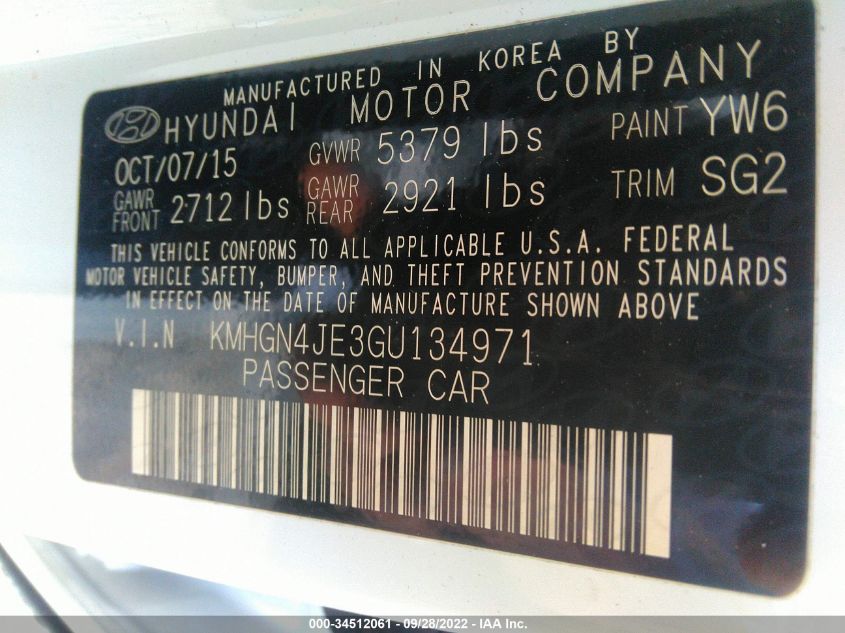 MANUFACTURED IN KOREA BY
HYUNDAI MOTOR COMPANY
OCT/07/15 GVWR 5379 lbs PAINT YW6
GAWR FRONT 2712 lbs GAWR REAR 2921 lbs TRIM SG2
THIS VEHICLE CONFORMS TO ALL APPLICABLE U.S.A. FEDERAL
MOTOR VEHICLE SAFETY, BUMPER, AND THEFT PREVENTION STANDARDS
IN EFFECT ON THE DATE OF MANUFACTURE SHOWN ABOVE
V.I.N KMHGN4JE3GU134971
PASSENGER CAR
000-34512061 - 09/28/2022 - IAA Inc.